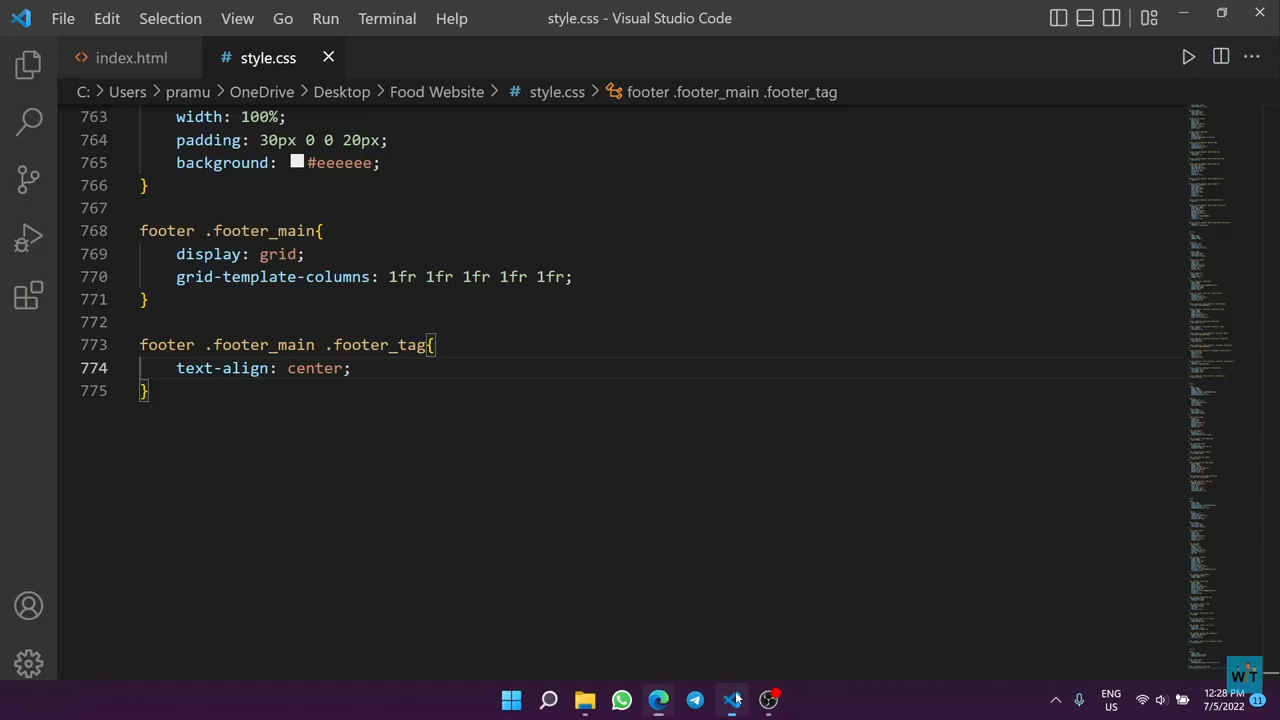 File Edit Selection View Go Run Terminal Help style.css - Visual Studio Code
index.html # style.css
C: > Users > pramu > OneDrive > Desktop > Food Website > # style.css > footer .footer_main .footer_tag
763 width: 100%;
764 padding: 30px 0 0 20px;
765 background: #eeeeee;
766 }
767
768 footer .footer_main{
769 display: grid;
770 grid-template-columns: 1fr 1fr 1fr 1fr 1fr;
771 }
772
773 footer .footer_main .footer_tag{
774 text-align: center;
775 }
WT
ENG
US
12:28 PM
7/5/2022
11